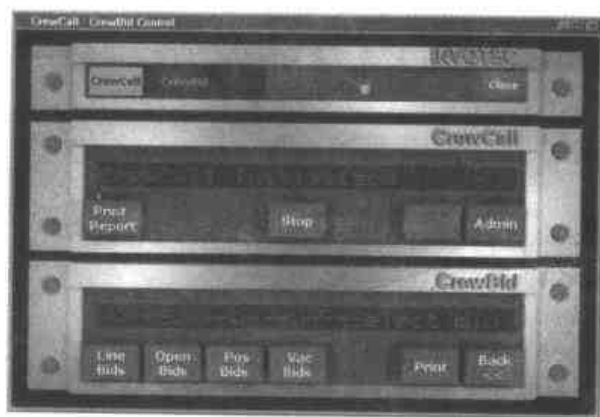 CrewCall / CrewBid Control
CrewCall CrewBid Close
CrewCall
Print
Report
Stop
Admin
CrewBid
Line
Bids
Open
Bids
Pos
Bids
Vac
Bids
Print
Back
<<